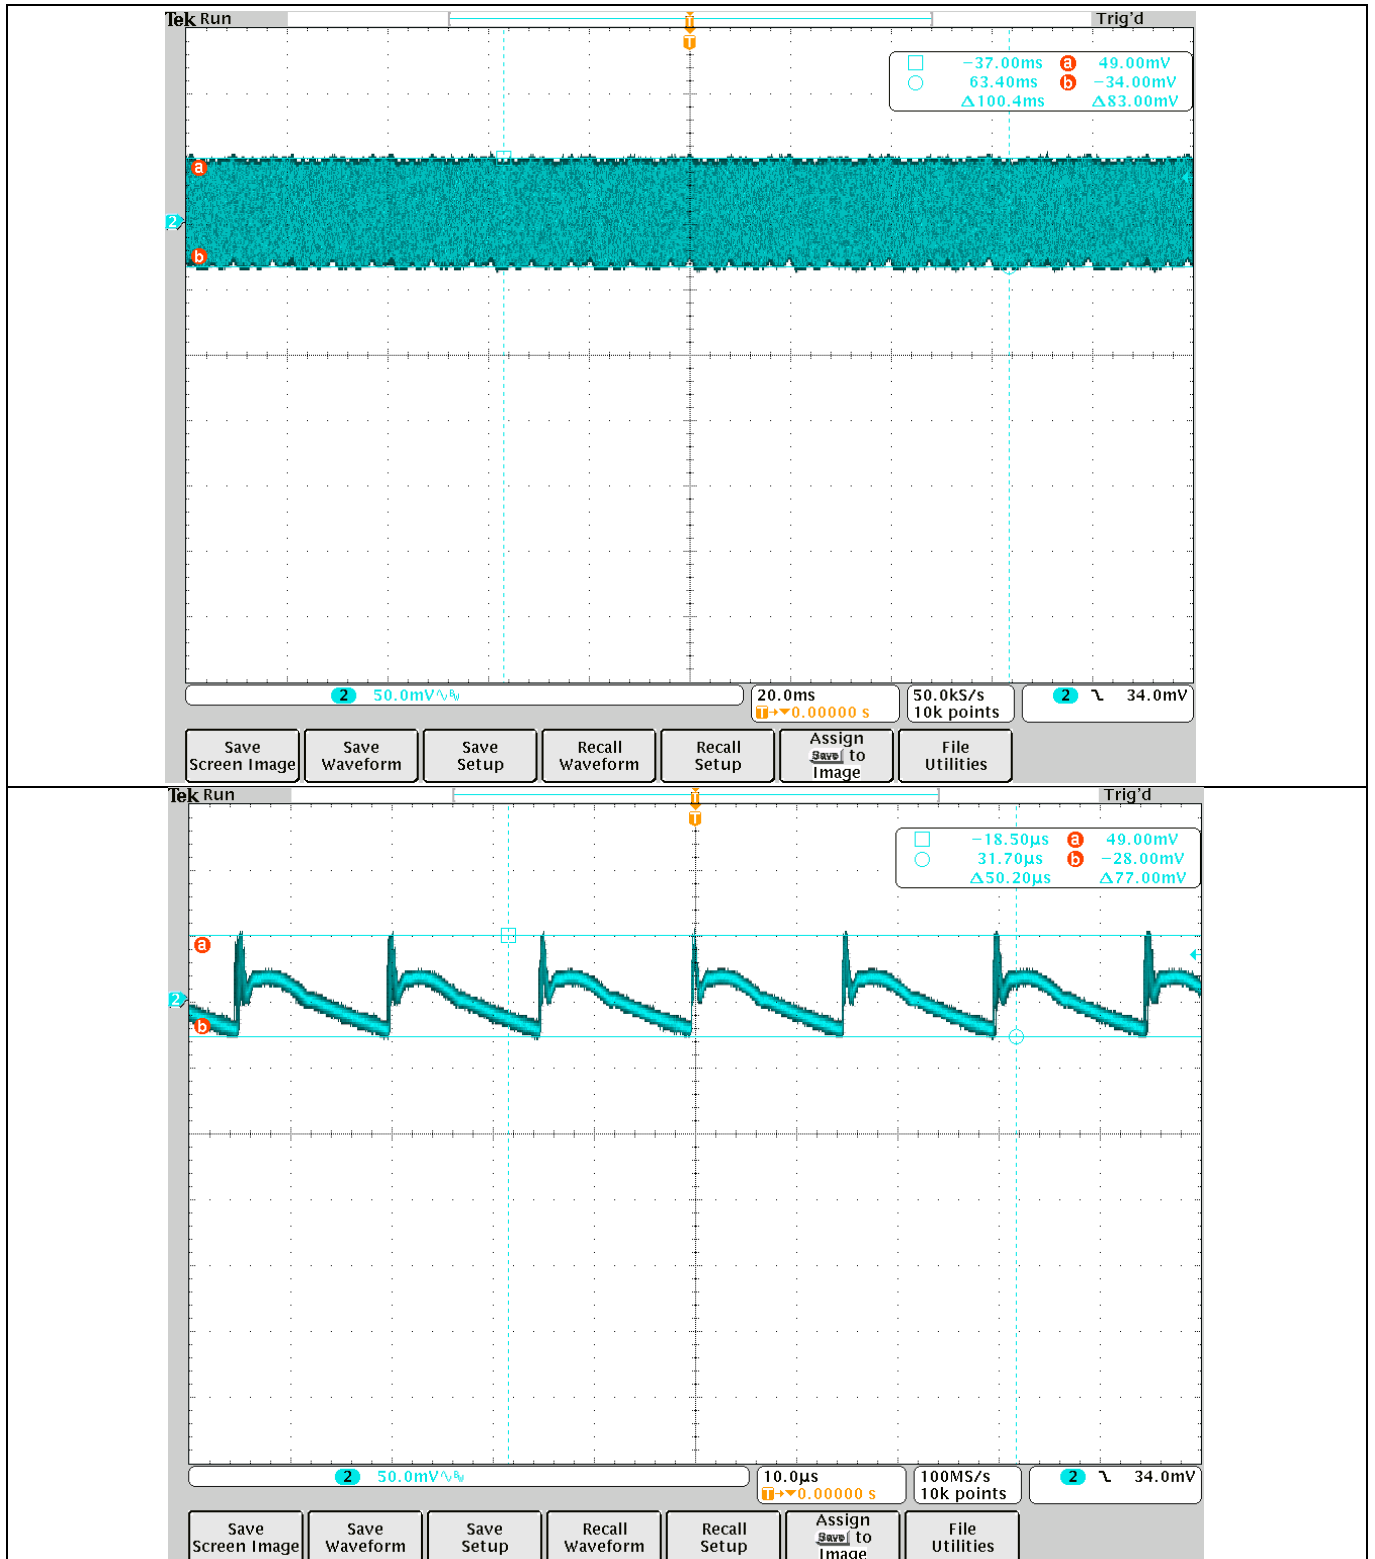 Tek Run Trig'd
T
T
−37.00ms a 49.00mV
63.40ms b −34.00mV
Δ100.4ms Δ83.00mV
a
2
b
2 50.0mV
20.0ms
T 0.00000 s
50.0kS/s
10k points
2 34.0mV
Save
Screen Image
Save
Waveform
Save
Setup
Recall
Waveform
Recall
Setup
Assign
Save to
Image
File
Utilities
Tek Run Trig'd
T
T
−18.50µs a 49.00mV
31.70µs b −28.00mV
Δ50.20µs Δ77.00mV
a
2
b
2 50.0mV
10.0µs
T 0.00000 s
100MS/s
10k points
2 34.0mV
Save
Screen Image
Save
Waveform
Save
Setup
Recall
Waveform
Recall
Setup
Assign
Save to
Image
File
Utilities